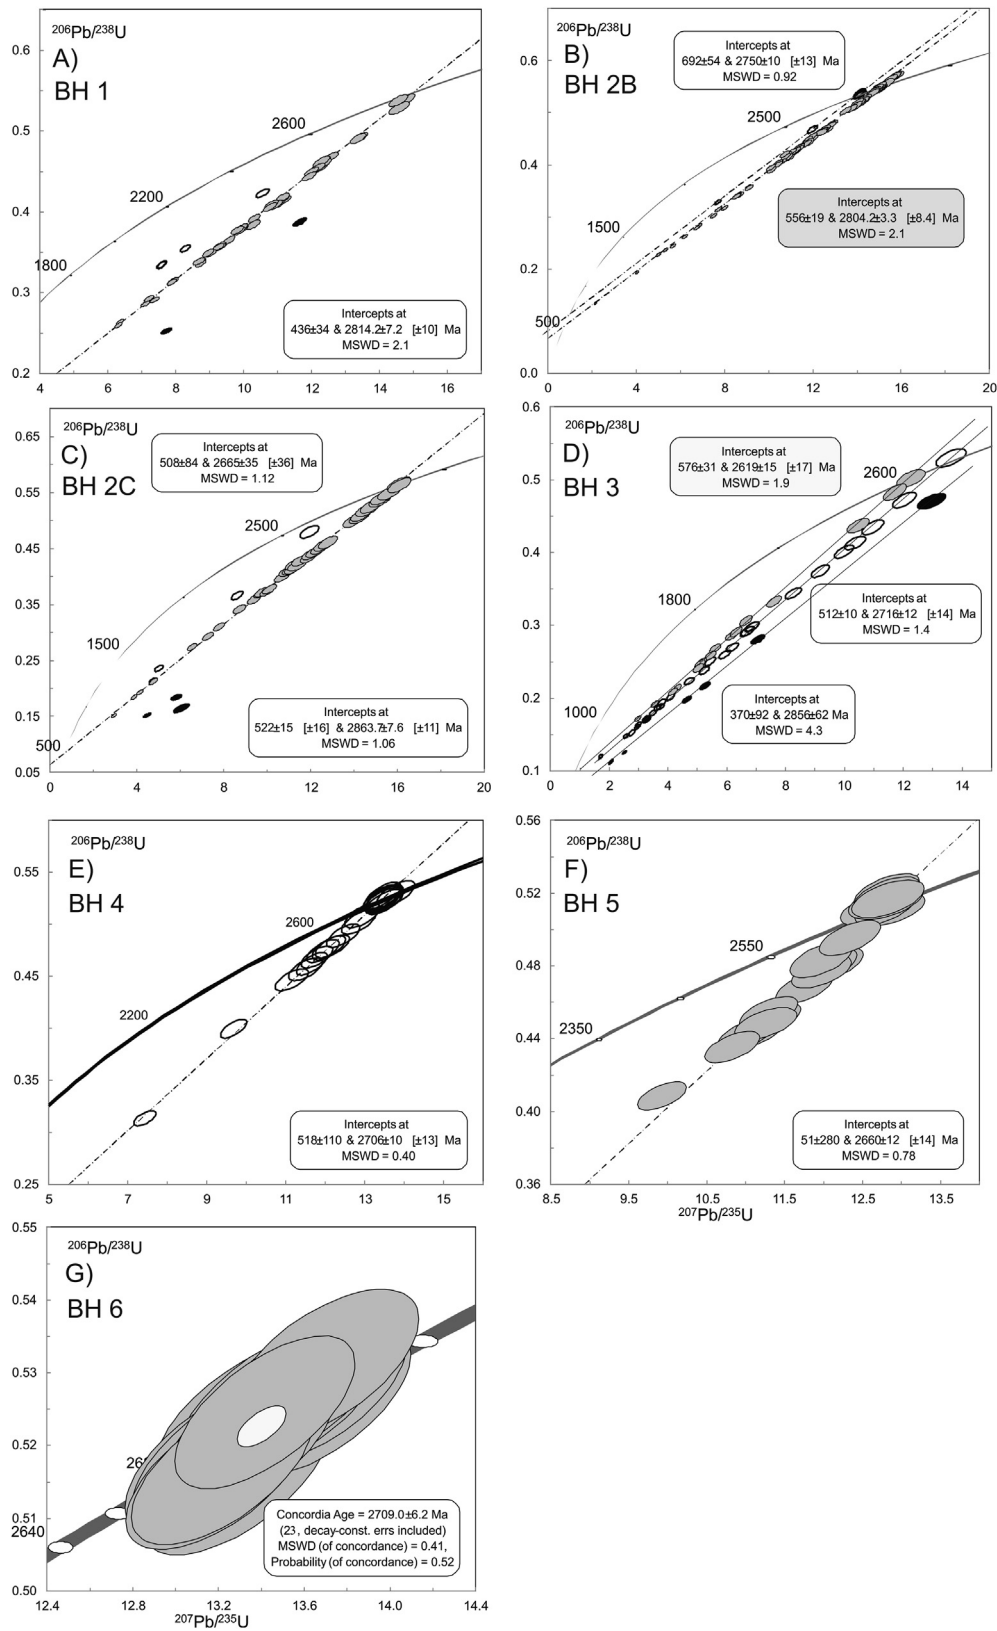 206Pb/238U
A)
BH 1
0.6
0.5
0.4
0.3
0.2
2600
2200
1800
Intercepts at
436±34 & 2814.2±7.2 [±10] Ma
MSWD = 2.1
4 6 8 10 12 14 16
206Pb/238U
B)
BH 2B
0.6
0.4
0.2
0.0
Intercepts at
692±54 & 2750±10 [±13] Ma
MSWD = 0.92
2500
1500
500
Intercepts at
556±19 & 2804.2±3.3 [±8.4] Ma
MSWD = 2.1
0 4 8 12 16 20
206Pb/238U
C)
BH 2C
0.65
0.55
0.45
0.35
0.25
0.15
0.05
Intercepts at
508±84 & 2665±35 [±36] Ma
MSWD = 1.12
2500
1500
500
Intercepts at
522±15 [±16] & 2863.7±7.6 [±11] Ma
MSWD = 1.06
0 4 8 12 16 20
206Pb/238U
D)
BH 3
0.6
0.5
0.4
0.3
0.2
0.1
Intercepts at
576±31 & 2619±15 [±17] Ma
MSWD = 1.9
2600
1800
1000
Intercepts at
512±10 & 2716±12 [±14] Ma
MSWD = 1.4
Intercepts at
370±92 & 2856±62 Ma
MSWD = 4.3
0 2 4 6 8 10 12 14
206Pb/238U
E)
BH 4
0.55
0.45
0.35
0.25
2600
2200
Intercepts at
518±110 & 2706±10 [±13] Ma
MSWD = 0.40
5 7 9 11 13 15
206Pb/238U
F)
BH 5
0.56
0.52
0.48
0.44
0.40
0.36
2550
2350
Intercepts at
51±280 & 2660±12 [±14] Ma
MSWD = 0.78
8.5 9.5 10.5 11.5 12.5 13.5
207Pb/235U
206Pb/238U
G)
BH 6
0.55
0.54
0.53
0.52
0.51
0.50
2640
Concordia Age = 2709.0±6.2 Ma
(23, decay-const. errs included)
MSWD (of concordance) = 0.41,
Probability (of concordance) = 0.52
12.4 12.8 13.2 13.6 14.0 14.4
207Pb/235U